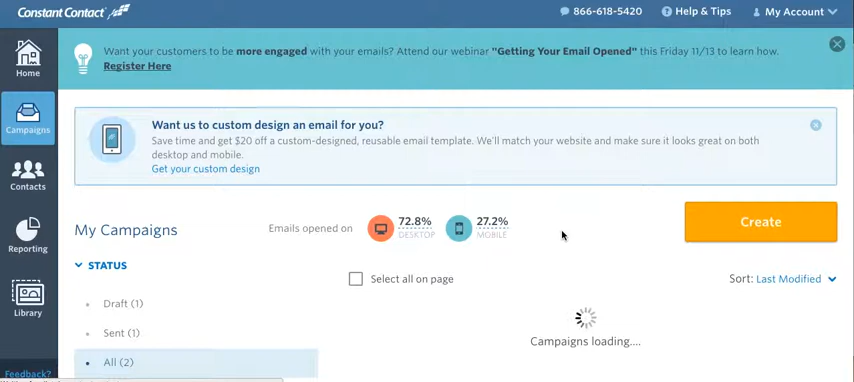 Constant Contact
866-618-5420
Help & Tips
My Account
Home
Campaigns
Contacts
Reporting
Library
Feedback?
Want your customers to be more engaged with your emails? Attend our webinar "Getting Your Email Opened" this Friday 11/13 to learn how.
Register Here
Want us to custom design an email for you?
Save time and get $20 off a custom-designed, reusable email template. We'll match your website and make sure it looks great on both
desktop and mobile.
Get your custom design
My Campaigns
Emails opened on
72.8%
DESKTOP
27.2%
MOBILE
Create
STATUS
Draft (1)
Sent (1)
All (2)
Select all on page
Sort: Last Modified
Campaigns loading....